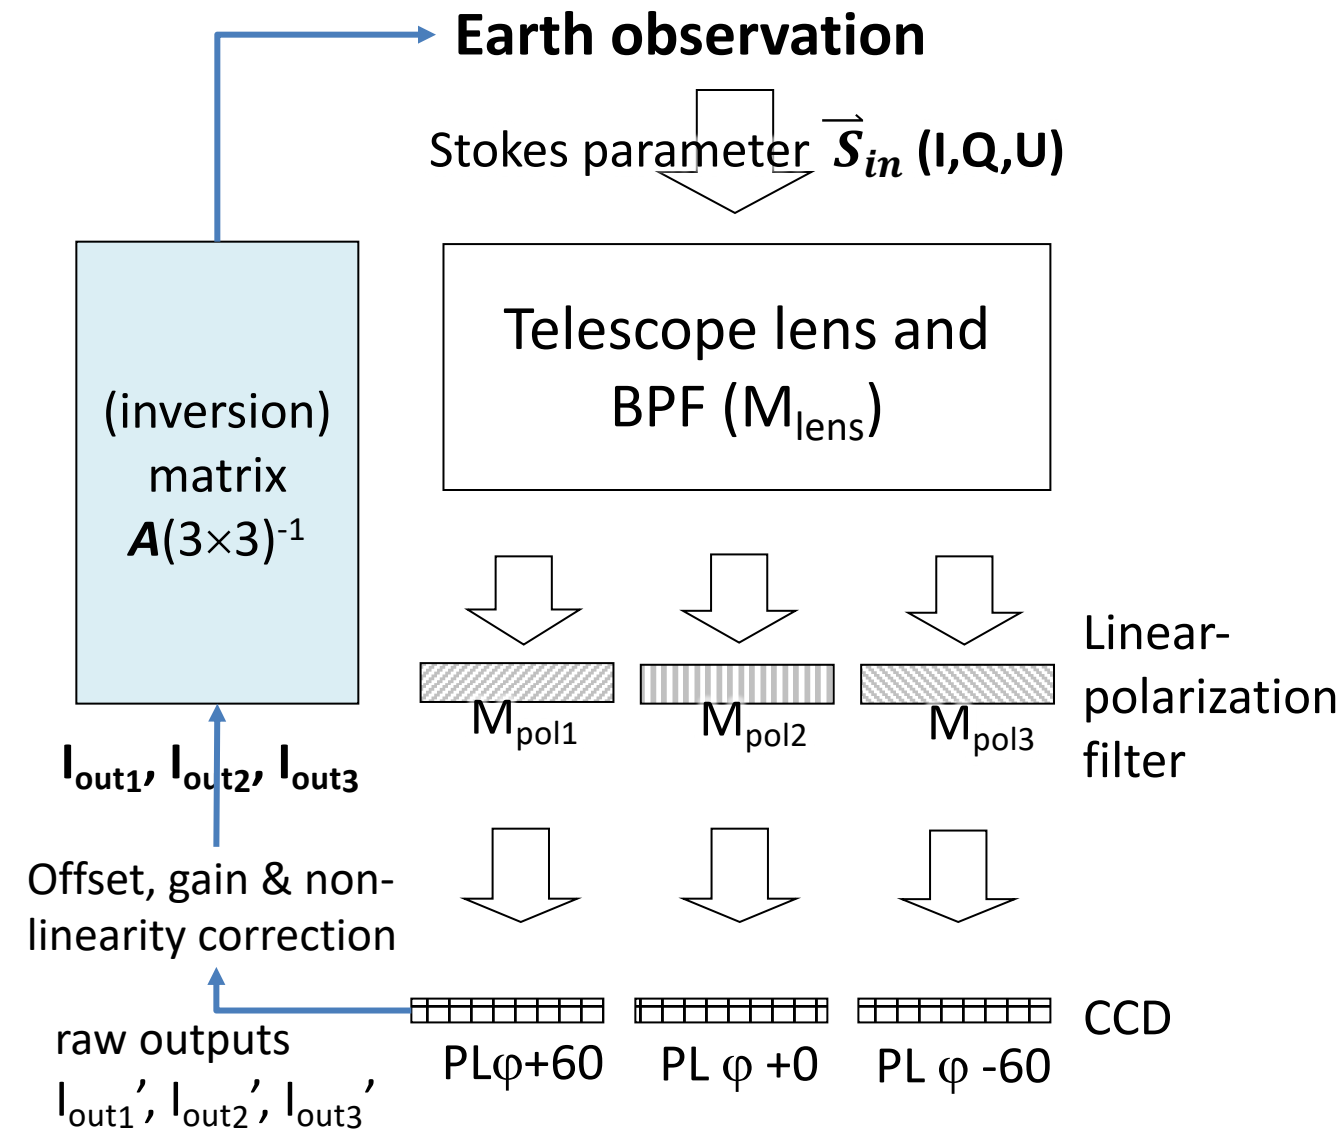 Earth observation
Stokes parameter S⃗in (I,Q,U)
Telescope lens and
BPF (Mlens)
(inversion)
matrix
A(3×3)-1
Linear-
polarization
filter
Mpol1
Mpol2
Mpol3
Iout1, Iout2, Iout3
Offset, gain & non-
linearity correction
raw outputs
Iout1′, Iout2′, Iout3′
CCD
PLφ+60
PL φ +0
PL φ -60